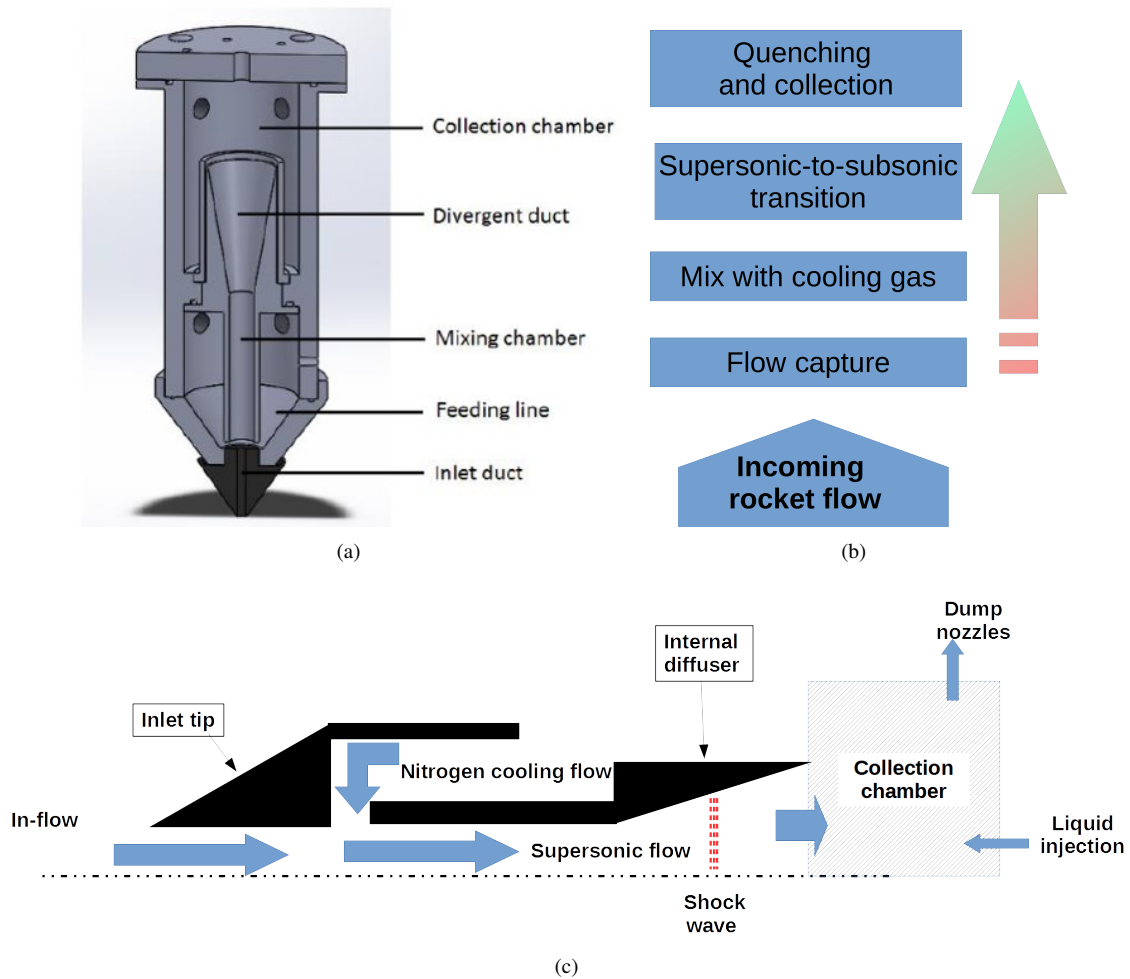 Collection chamber
Divergent duct
Mixing chamber
Feeding line
Inlet duct
(a)
Quenching
and collection
Supersonic-to-subsonic
transition
Mix with cooling gas
Flow capture
Incoming
rocket flow
(b)
Dump
nozzles
Internal
diffuser
Inlet tip
Nitrogen cooling flow
Collection
chamber
In-flow
Supersonic flow
Liquid
injection
Shock
wave
(c)